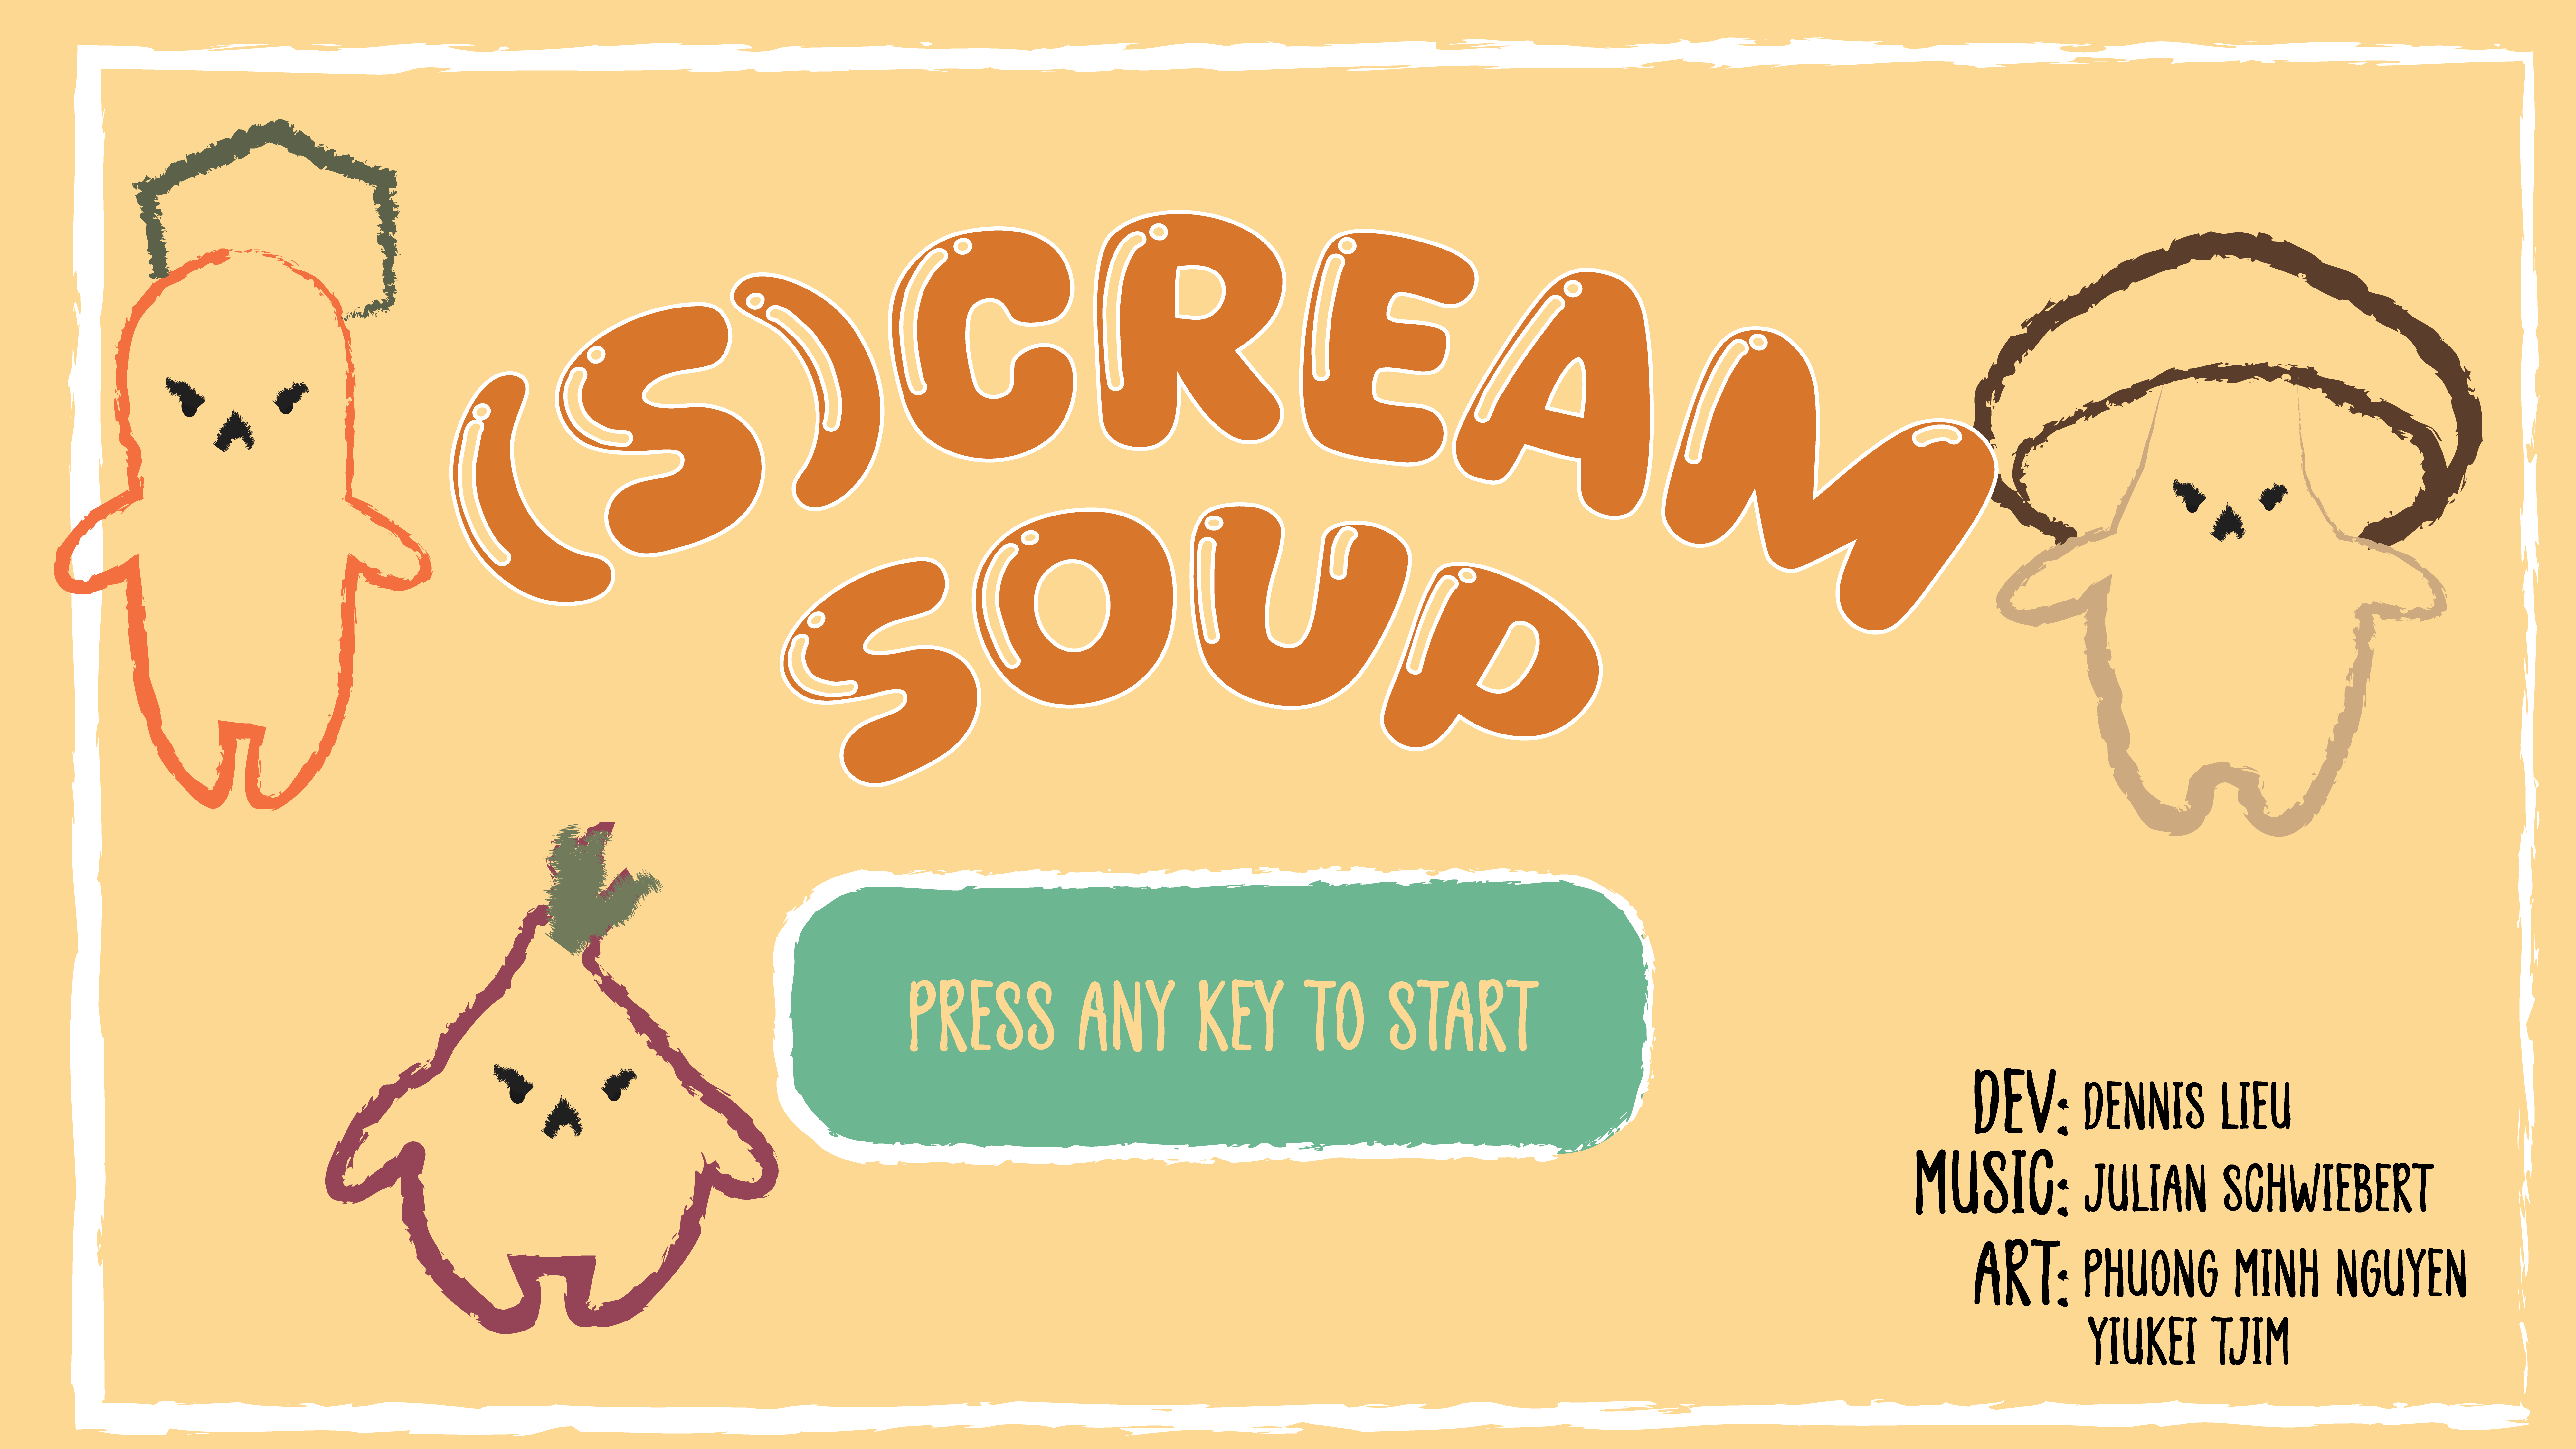 (S)CREAM
SOUP
PRESS ANY KEY TO START
DEV: DENNIS LIEU
MUSIC: JULIAN SCHWIEBERT
ART: PHUONG MINH NGUYEN
YIUKEI TJIM